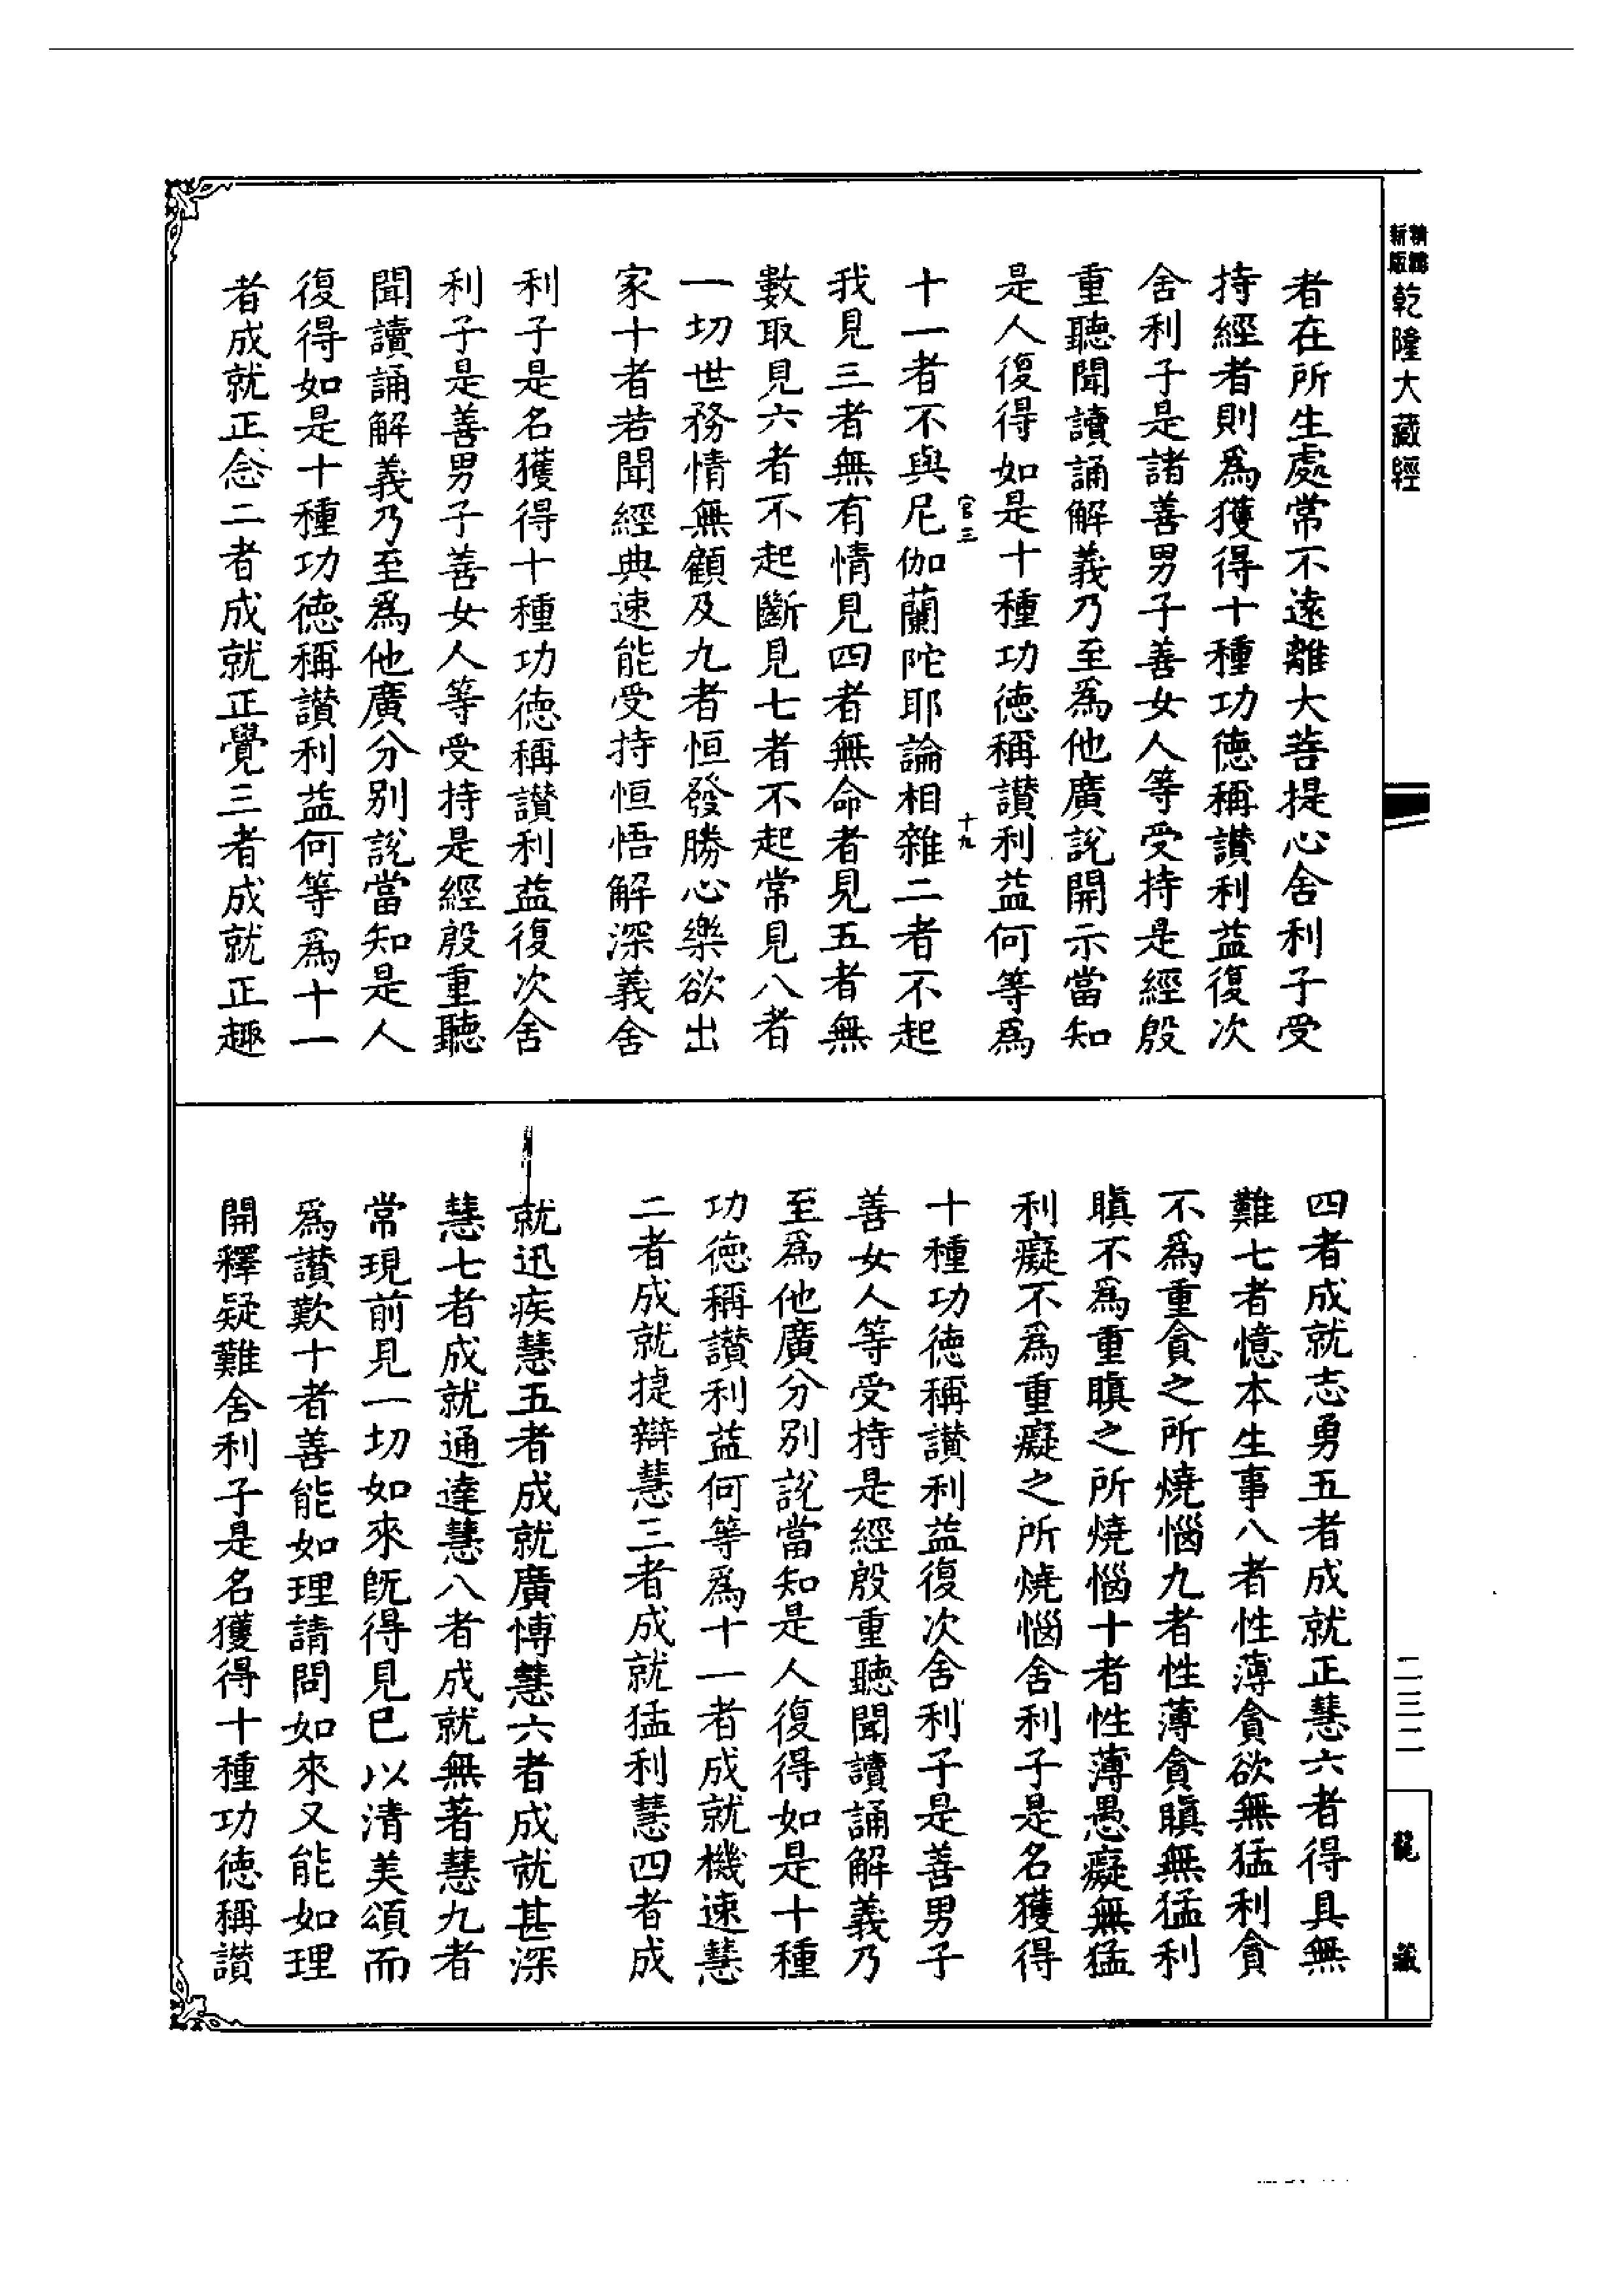 精縮
新版
乾隆大藏經
者在所生處常不遠離大菩提心舍利子受
持經者則爲獲得十種功德稱讃利益復次
舍利子是諸善男子善女人等受持是經殷
重聽聞讀誦解義乃至爲他廣說開示當知
是人復得如是十種功德稱讃利益何等爲
官三
十九
十一者不與尼伽蘭陀耶論相雜二者不起
我見三者無有情見四者無命者見五者無
數取見六者不起斷見七者不起常見八者
一切世務情無顧及九者恒發勝心樂欲出
家十者若聞經典速能受持恒悟解深義舍
利子是名獲得十種功德稱讃利益復次舍
利子是善男子善女人等受持是經殷重聽
聞讀誦解義乃至爲他廣分別說當知是人
復得如是十種功德稱讃利益何等爲十一
者成就正念二者成就正覺三者成就正趣
四者成就志勇五者成就正慧六者得具無
難七者憶本生事八者性薄貪欲無猛利貪
不爲重貪之所燒惱九者性薄貪瞋無猛利
瞋不爲重瞋之所燒惱十者性薄愚癡無猛
利癡不爲重癡之所燒惱舍利子是名獲得
十種功德稱讃利益復次舍利子是善男子
善女人等受持是經殷重聽聞讀誦解義乃
至爲他廣分別說當知是人復得如是十種
功德稱讃利益何等爲十一者成就機速慧
二者成就捷辯慧三者成就猛利慧四者成
就迅疾慧五者成就廣博慧六者成就甚深
慧七者成就通達慧八者成就無著慧九者
常現前見一切如來旣得見已以清美頌而
爲讃歎十者善能如理請問如來又能如理
開釋疑難舍利子是名獲得十種功德稱讃
二三二
龍藏